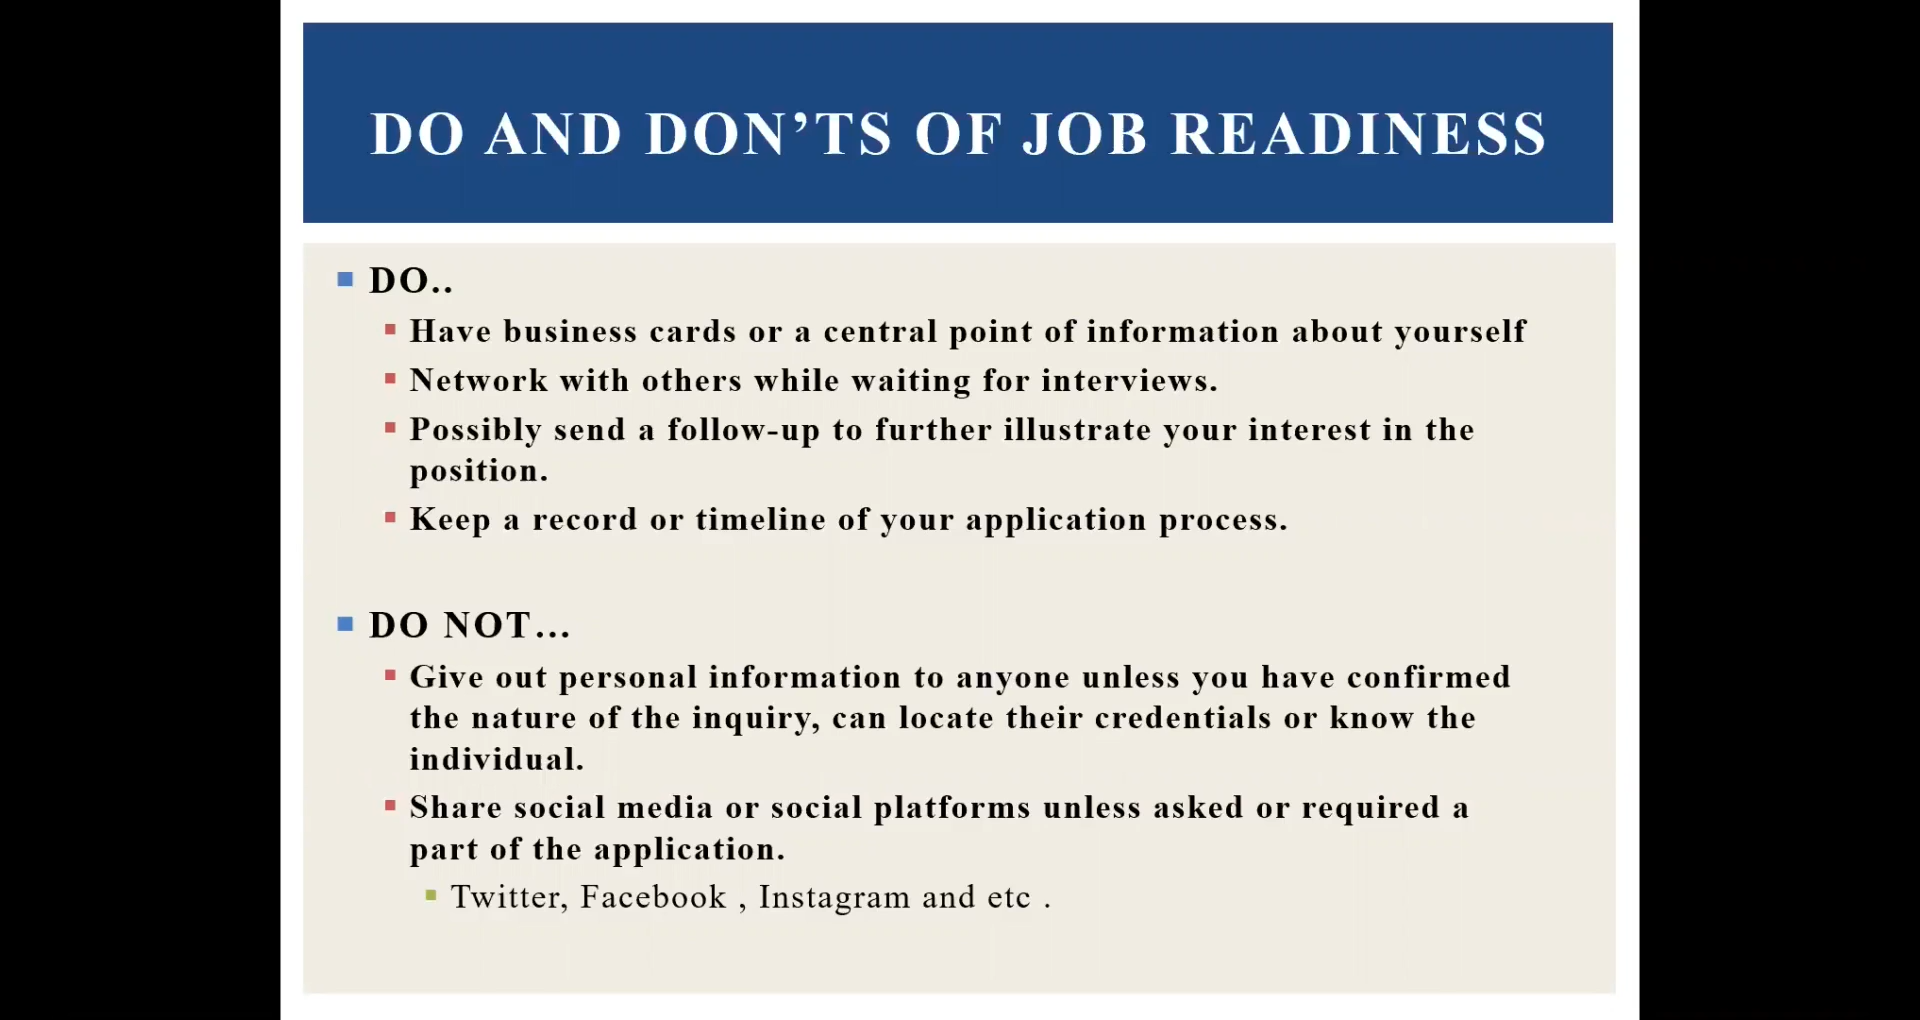 DO AND DON’TS OF JOB READINESS
DO..
Have business cards or a central point of information about yourself
Network with others while waiting for interviews.
Possibly send a follow-up to further illustrate your interest in the
position.
Keep a record or timeline of your application process.
DO NOT…
Give out personal information to anyone unless you have confirmed
the nature of the inquiry, can locate their credentials or know the
individual.
Share social media or social platforms unless asked or required a
part of the application.
Twitter, Facebook , Instagram and etc .